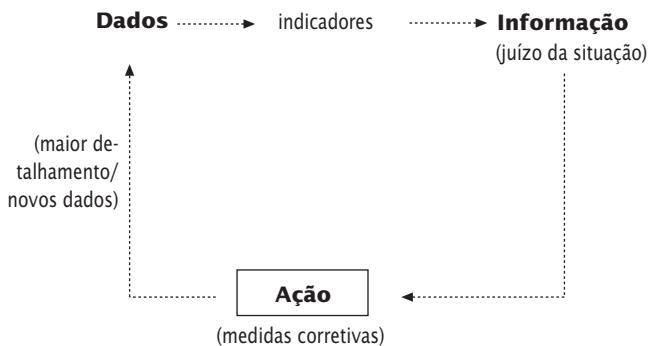 Dados
indicadores
Informação
(juízo da situação)
(maior de-
talhamento/
novos dados)
Ação
(medidas corretivas)